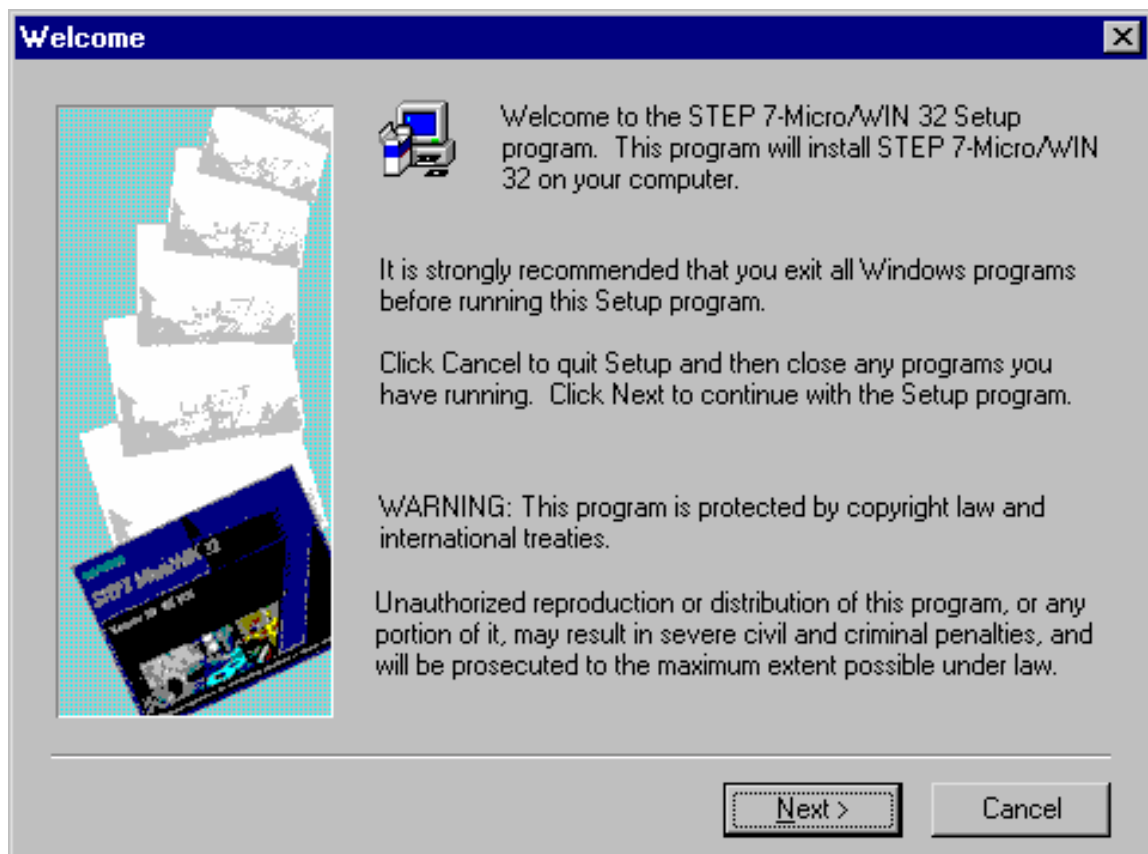 Welcome
Welcome to the STEP 7-Micro/WIN 32 Setup
program. This program will install STEP 7-Micro/WIN
32 on your computer.
It is strongly recommended that you exit all Windows programs
before running this Setup program.
Click Cancel to quit Setup and then close any programs you
have running. Click Next to continue with the Setup program.
WARNING: This program is protected by copyright law and
international treaties.
Unauthorized reproduction or distribution of this program, or any
portion of it, may result in severe civil and criminal penalties, and
will be prosecuted to the maximum extent possible under law.
Next >
Cancel